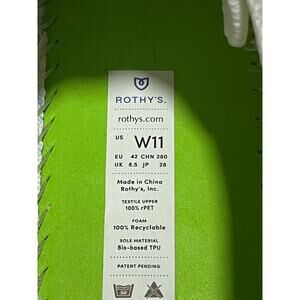 ROTHY'S.
rothys.com
US W11
EU 42 CHN 280
UK 8.5 JP 28
Made in China
Rothy's, Inc.
TEXTILE UPPER
100% rPET
FOAM
100% Recyclable
SOLE MATERIAL
Bio-based TPU
PATENT PENDING